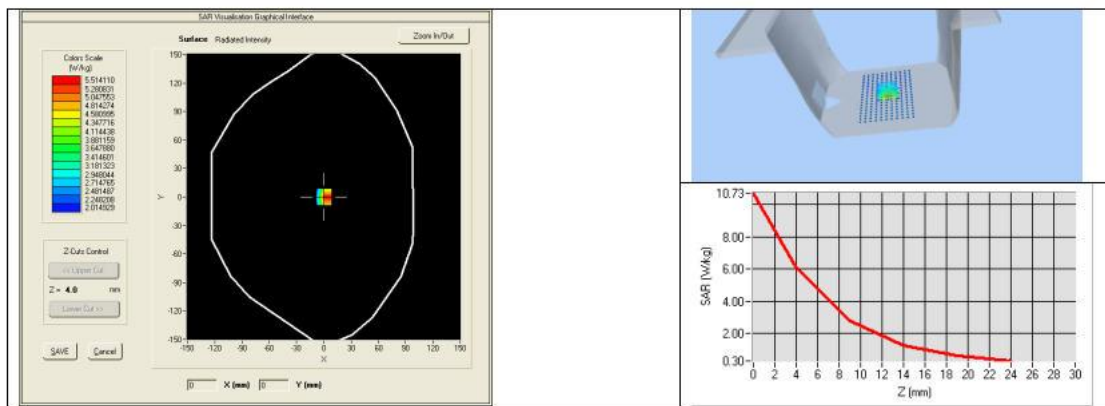 SAR Visualisation Graphical Interface
Surface Radiated Intensity
Zoom In/Out
Colors Scale
(W/kg)
5.514110
5.280831
5.047553
4.814274
4.580995
4.347716
4.114438
3.881159
3.647880
3.414601
3.181323
2.948044
2.714765
2.481487
2.248208
2.014929
150
120
90
60
30
0
-30
-60
-90
-120
-150
Y
-150 -120 -90 -60 -30 0 30 60 90 120 150
X
Z-Cuts Control
<< Upper Cut
Z = 4.0 mm
Lower Cut >>
SAVE Cancel
0 X (mm) 0 Y (mm)
10.73
8.00
6.00
4.00
2.00
0.30
SAR (W/kg)
0 2 4 6 8 10 12 14 16 18 20 22 24 26 28 30
Z (mm)